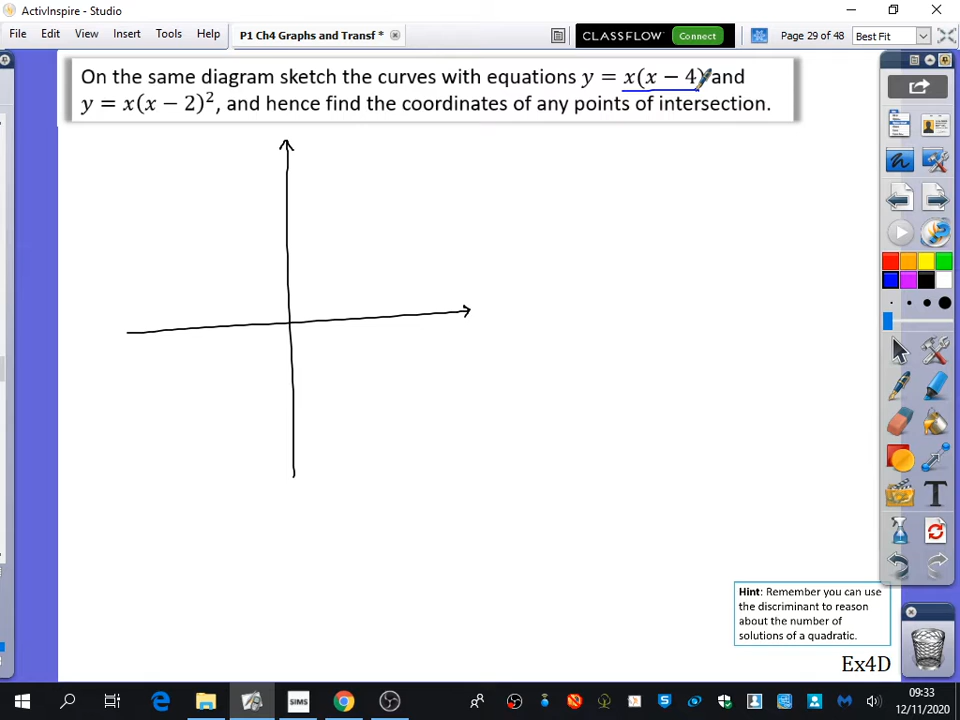 ActivInspire - Studio
File Edit View Insert Tools Help P1 Ch4 Graphs and Transf * CLASSFLOW Connect Page 29 of 48 Best Fit
On the same diagram sketch the curves with equations y = x(x − 4) and
y = x(x − 2)², and hence find the coordinates of any points of intersection.
Hint: Remember you can use
the discriminant to reason
about the number of
solutions of a quadratic.
Ex4D
SIMS
09:33
12/11/2020